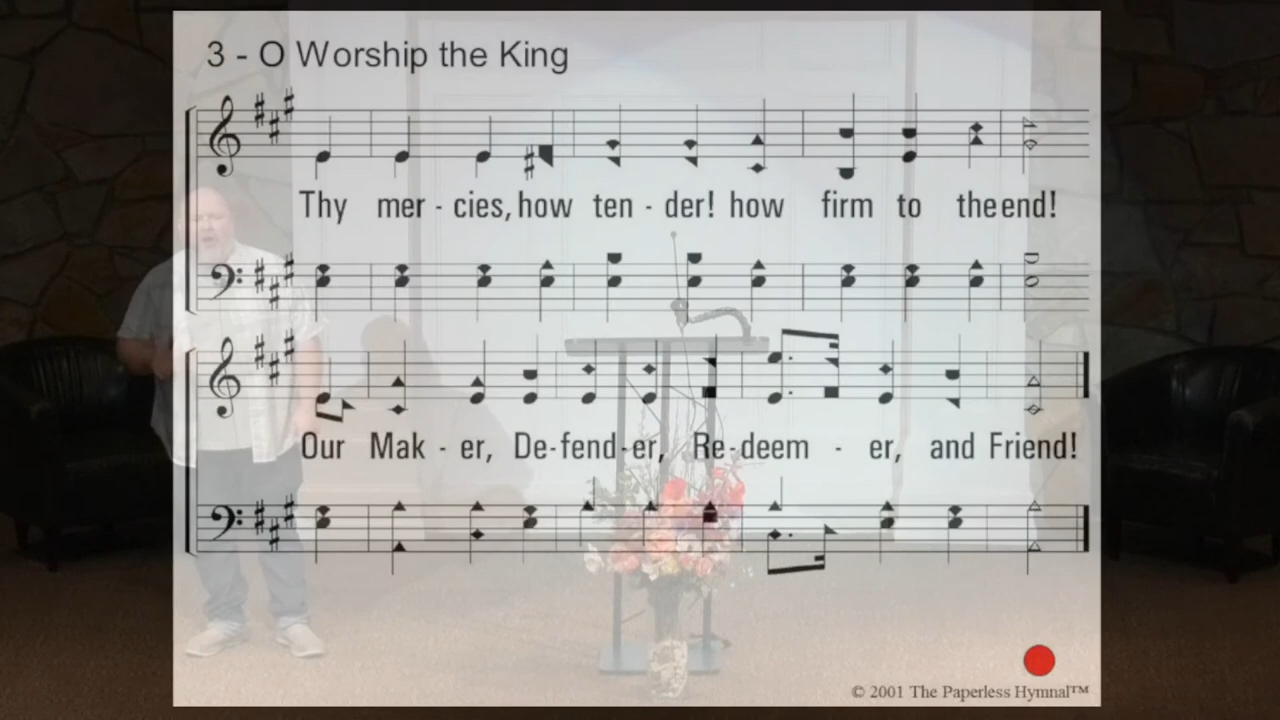 3 - O Worship the King
Thy mer - cies, how ten - der! how firm to the end!
Our Mak - er, De - fend - er, Re - deem - er, and Friend!
© 2001 The Paperless Hymnal™